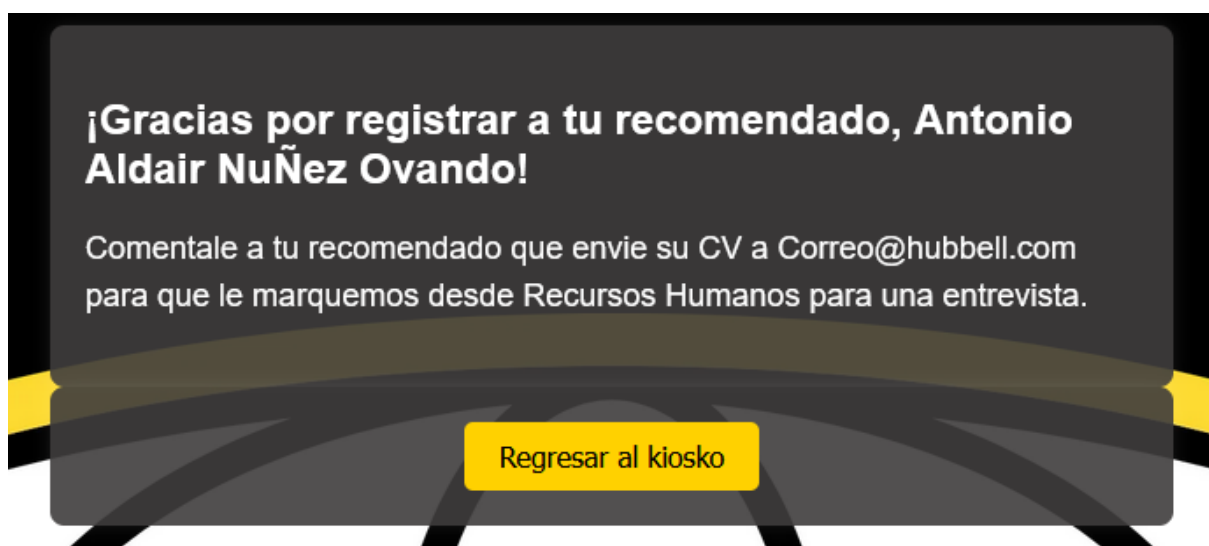 ¡Gracias por registrar a tu recomendado, Antonio
Aldair NuÑez Ovando!
Comentale a tu recomendado que envie su CV a Correo@hubbell.com
para que le marquemos desde Recursos Humanos para una entrevista.
Regresar al kiosko